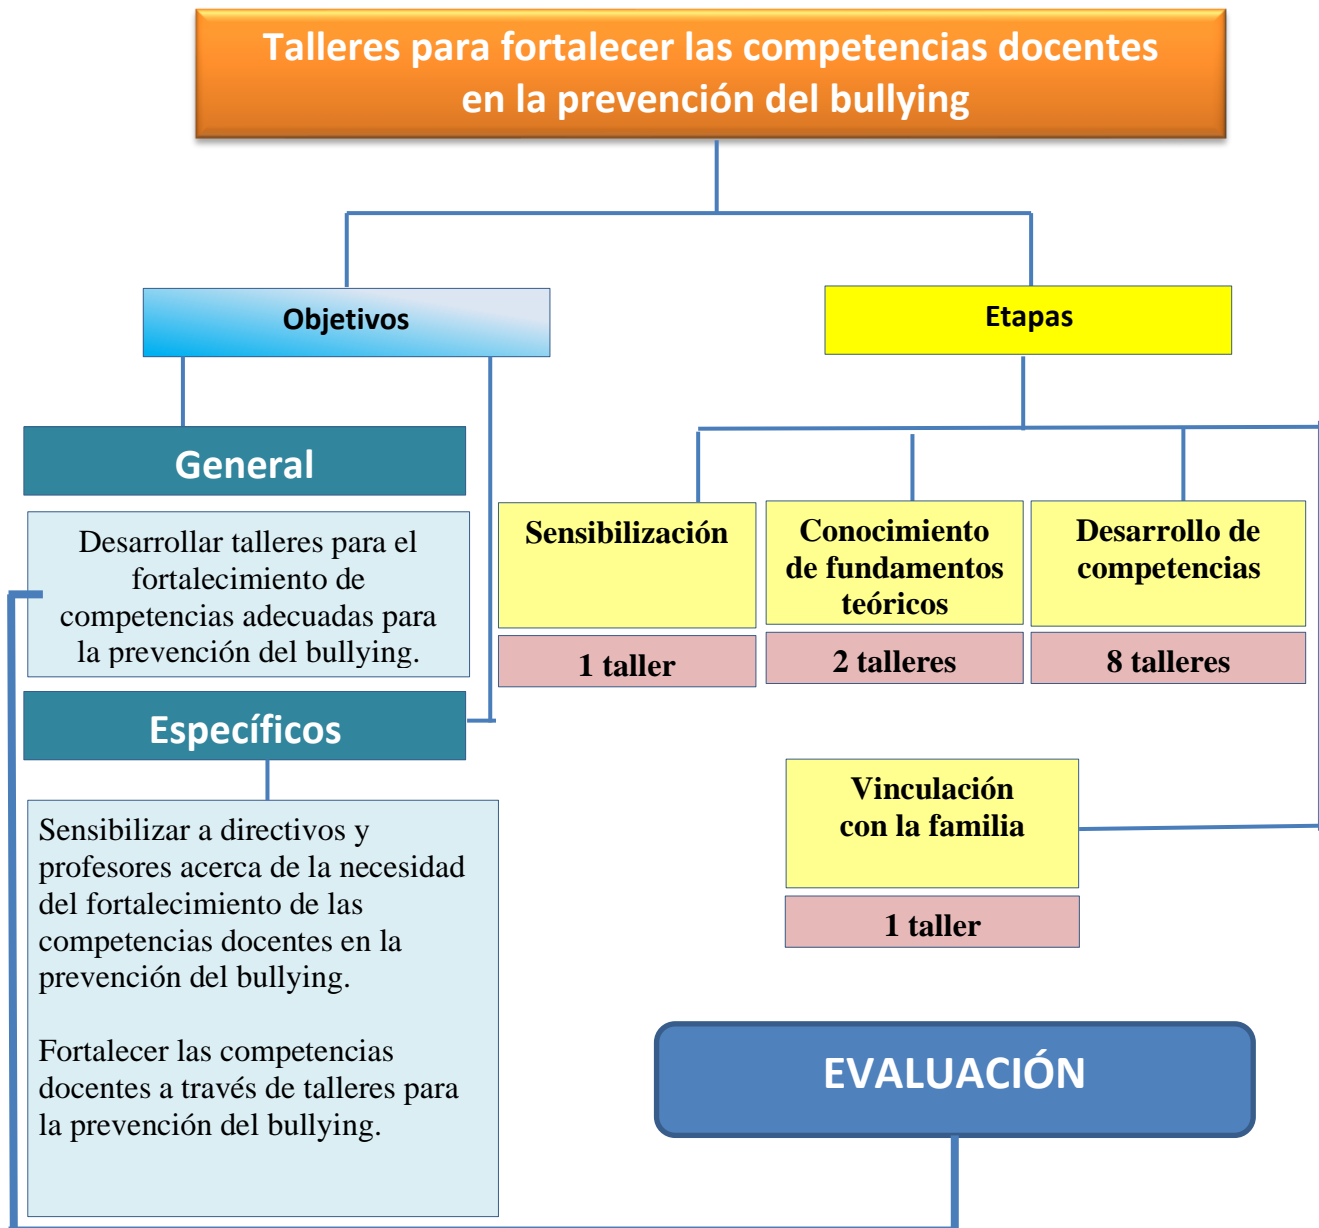 Talleres para fortalecer las competencias docentes
en la prevención del bullying
Objetivos
Etapas
General
Desarrollar talleres para el
fortalecimiento de
competencias adecuadas para
la prevención del bullying.
Específicos
Sensibilizar a directivos y
profesores acerca de la necesidad
del fortalecimiento de las
competencias docentes en la
prevención del bullying.
Fortalecer las competencias
docentes a través de talleres para
la prevención del bullying.
Sensibilización
1 taller
Conocimiento
de fundamentos
teóricos
2 talleres
Desarrollo de
competencias
8 talleres
Vinculación
con la familia
1 taller
EVALUACIÓN